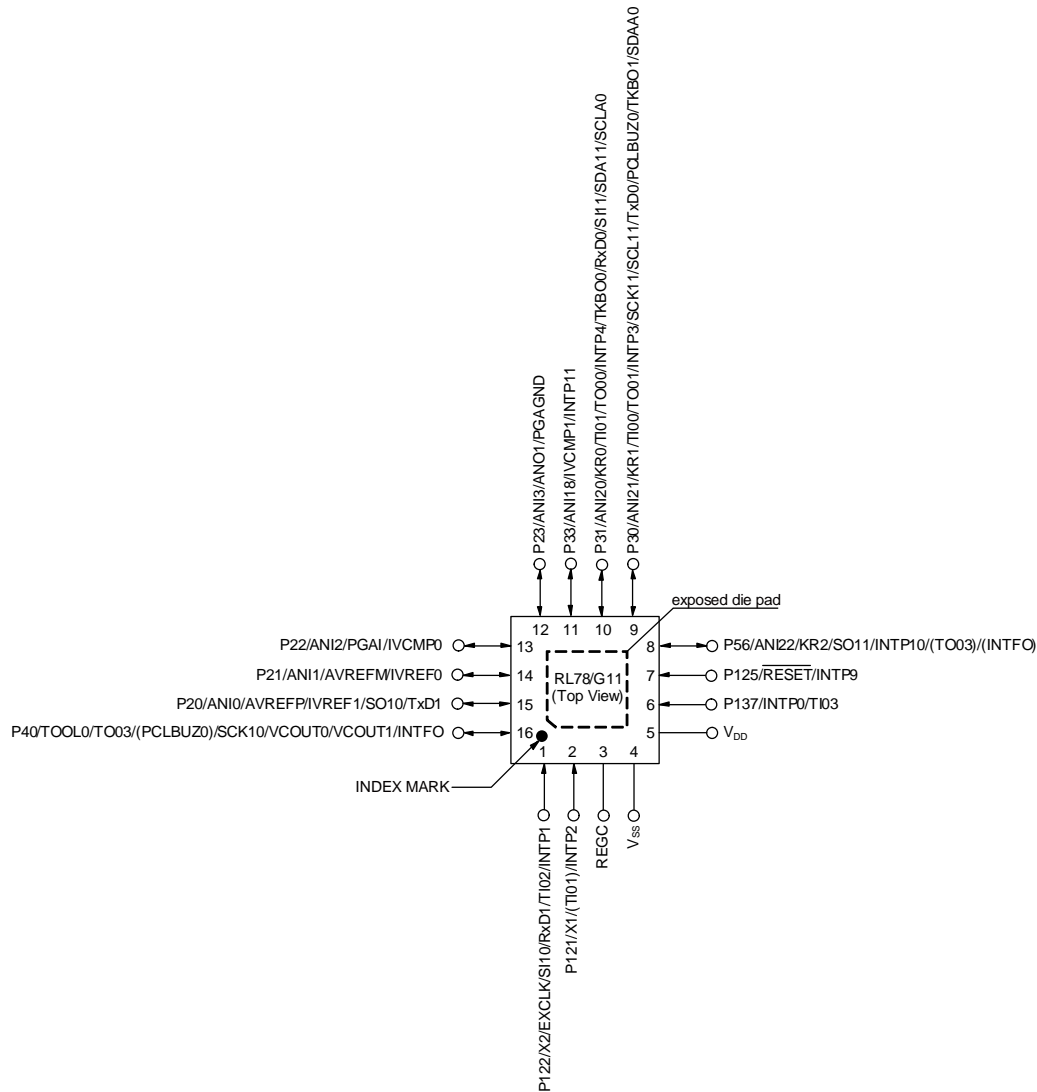 P23/ANI3/ANO1/PGAGND
P33/ANI18/IVCMP1/INTP11
P31/ANI20/KR0/TI01/TO00/INTP4/TKBO0/RxD0/SI11/SDA11/SCLA0
P30/ANI21/KR1/TI00/TO01/INTP3/SCK11/SCL11/TxD0/PCLBUZ0/TKBO1/SDAA0
exposed die pad
12 11 10 9
P22/ANI2/PGAI/IVCMP0 13
8 P56/ANI22/KR2/SO11/INTP10/(TO03)/(INTFO)
P21/ANI1/AVREFM/IVREF0 14
RL78/G11
(Top View)
7 P125/RESET/INTP9
P20/ANI0/AVREFP/IVREF1/SO10/TxD1 15
6 P137/INTP0/TI03
P40/TOOL0/TO03/(PCLBUZ0)/SCK10/VCOUT0/VCOUT1/INTFO 16
5 VDD
1 2 3 4
INDEX MARK
P122/X2/EXCLK/SI10/RxD1/TI02/INTP1
P121/X1/(TI01)/INTP2
REGC
VSS